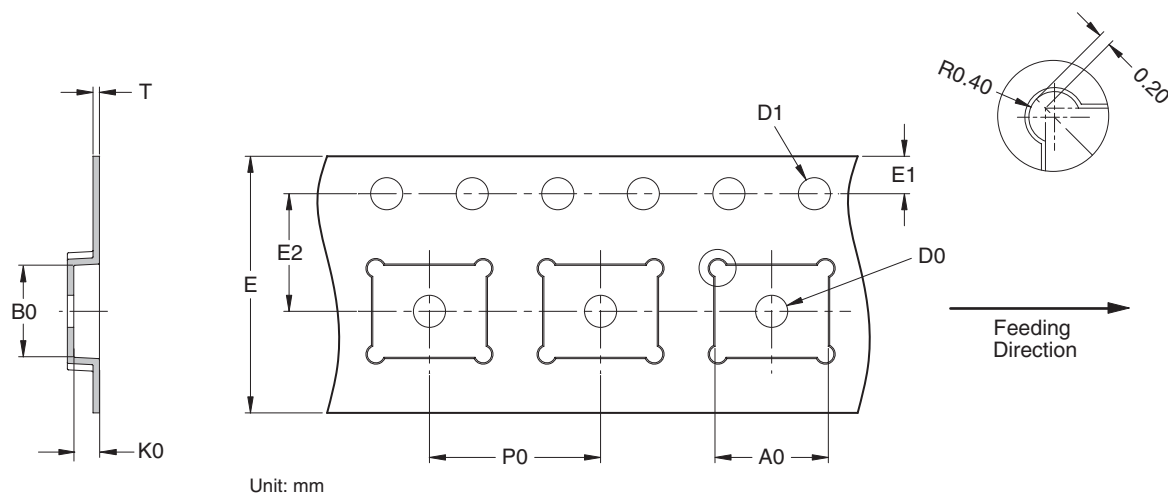 T
R0.40
0.20
D1
E1
E2
E
D0
B0
Feeding
Direction
K0
P0
A0
Unit: mm